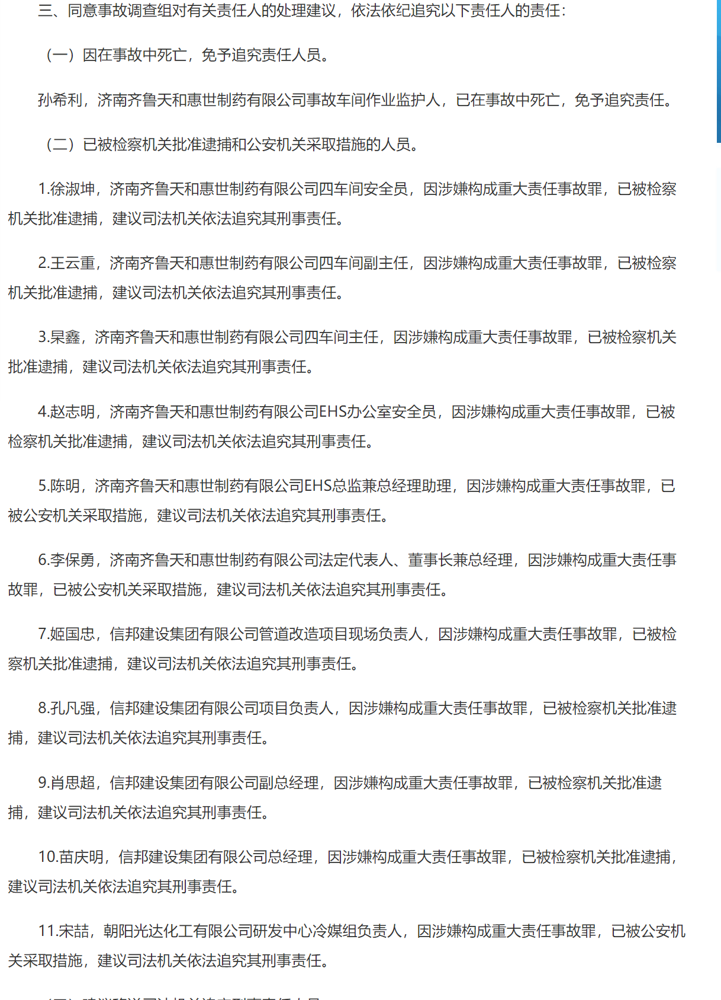 三、同意事故调查组对有关责任人的处理建议，依法依纪追究以下责任人的责任：
（一）因在事故中死亡，免予追究责任人员。
孙希利，济南齐鲁天和惠世制药有限公司事故车间作业监护人，已在事故中死亡，免予追究责任。
（二）已被检察机关批准逮捕和公安机关采取措施的人员。
1.徐淑坤，济南齐鲁天和惠世制药有限公司四车间安全员，因涉嫌构成重大责任事故罪，已被检察
机关批准逮捕，建议司法机关依法追究其刑事责任。
2.王云重，济南齐鲁天和惠世制药有限公司四车间副主任，因涉嫌构成重大责任事故罪，已被检察
机关批准逮捕，建议司法机关依法追究其刑事责任。
3.杲鑫，济南齐鲁天和惠世制药有限公司四车间主任，因涉嫌构成重大责任事故罪，已被检察机关
批准逮捕，建议司法机关依法追究其刑事责任。
4.赵志明，济南齐鲁天和惠世制药有限公司EHS办公室安全员，因涉嫌构成重大责任事故罪，已被
检察机关批准逮捕，建议司法机关依法追究其刑事责任。
5.陈明，济南齐鲁天和惠世制药有限公司EHS总监兼总经理助理，因涉嫌构成重大责任事故罪，已
被公安机关采取措施，建议司法机关依法追究其刑事责任。
6.李保勇，济南齐鲁天和惠世制药有限公司法定代表人、董事长兼总经理，因涉嫌构成重大责任事
故罪，已被公安机关采取措施，建议司法机关依法追究其刑事责任。
7.姬国忠，信邦建设集团有限公司管道改造项目现场负责人，因涉嫌构成重大责任事故罪，已被检
察机关批准逮捕，建议司法机关依法追究其刑事责任。
8.孔凡强，信邦建设集团有限公司项目负责人，因涉嫌构成重大责任事故罪，已被检察机关批准逮
捕，建议司法机关依法追究其刑事责任。
9.肖思超，信邦建设集团有限公司副总经理，因涉嫌构成重大责任事故罪，已被检察机关批准逮
捕，建议司法机关依法追究其刑事责任。
10.苗庆明，信邦建设集团有限公司总经理，因涉嫌构成重大责任事故罪，已被检察机关批准逮捕，
建议司法机关依法追究其刑事责任。
11.宋喆，朝阳光达化工有限公司研发中心冷媒组负责人，因涉嫌构成重大责任事故罪，已被公安机
关采取措施，建议司法机关依法追究其刑事责任。